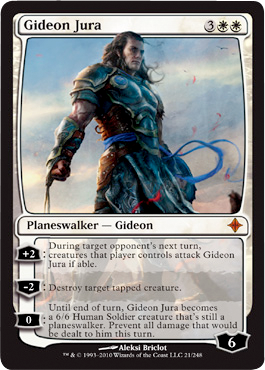 Gideon Jura 3
Planeswalker — Gideon
+2: During target opponent's next turn,
creatures that player controls attack Gideon
Jura if able.
-2: Destroy target tapped creature.
0: Until end of turn, Gideon Jura becomes
a 6/6 Human Soldier creature that's still a
planeswalker. Prevent all damage that would
be dealt to him this turn.
6
Aleksi Briclot
™ & © 1993–2010 Wizards of the Coast LLC 21/248